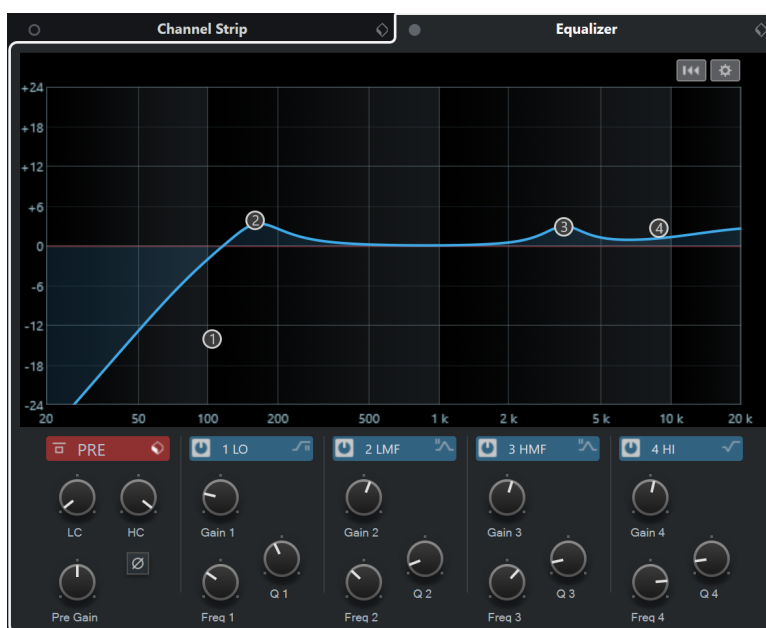 Channel Strip
Equalizer
+24
+18
+12
+6
0
-6
-12
-18
-24
1
2
3
4
20 50 100 200 500 1 k 2 k 5 k 10 k 20 k
PRE
1 LO
2 LMF
3 HMF
4 HI
LC HC Gain 1 Gain 2 Gain 3 Gain 4
Q 1 Q 2 Q 3 Q 4
Pre Gain Freq 1 Freq 2 Freq 3 Freq 4